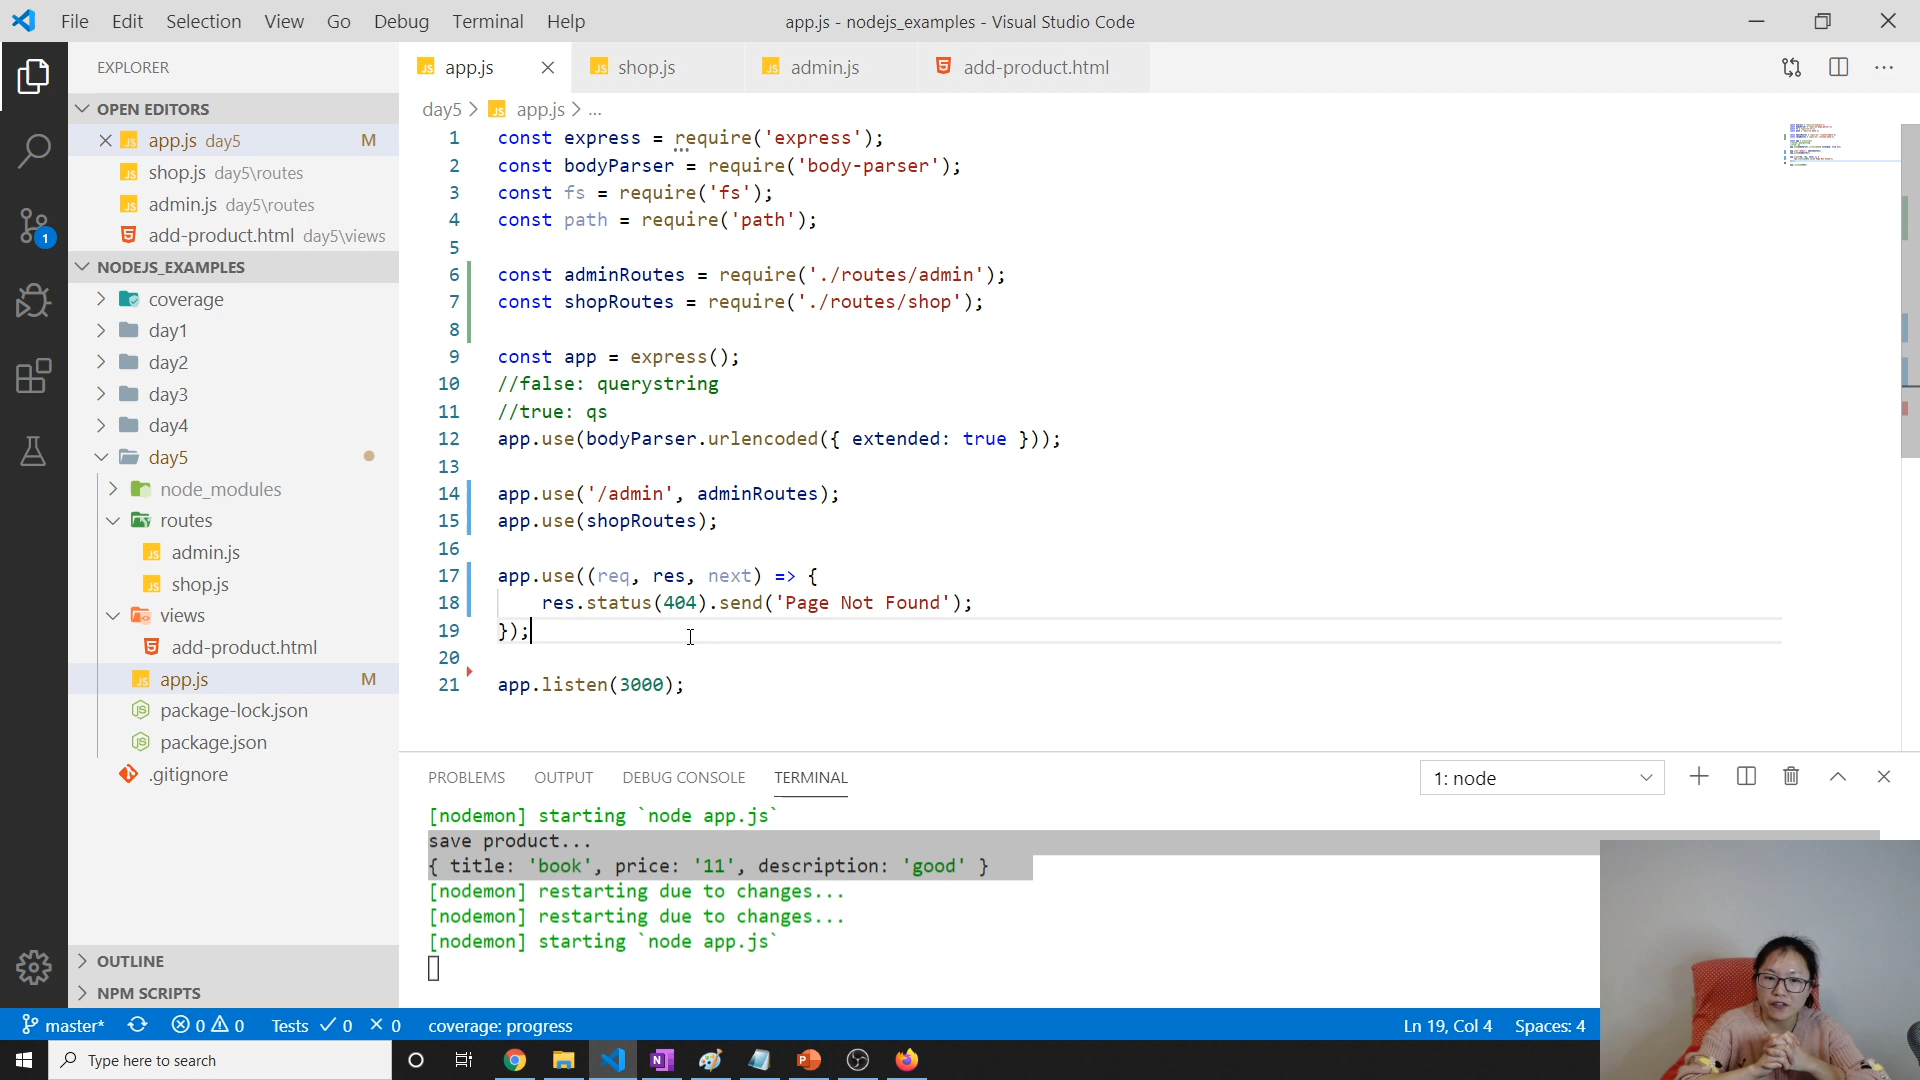 File Edit Selection View Go Debug Terminal Help
app.js - nodejs_examples - Visual Studio Code
EXPLORER
OPEN EDITORS
app.js day5 M
shop.js day5\routes
admin.js day5\routes
add-product.html day5\views
NODEJS_EXAMPLES
coverage
day1
day2
day3
day4
day5
node_modules
routes
admin.js
shop.js
views
add-product.html
app.js M
package-lock.json
package.json
.gitignore
OUTLINE
NPM SCRIPTS
app.js shop.js admin.js add-product.html
day5 > app.js > ...
1 const express = require('express');
2 const bodyParser = require('body-parser');
3 const fs = require('fs');
4 const path = require('path');
5
6 const adminRoutes = require('./routes/admin');
7 const shopRoutes = require('./routes/shop');
8
9 const app = express();
10 //false: querystring
11 //true: qs
12 app.use(bodyParser.urlencoded({ extended: true }));
13
14 app.use('/admin', adminRoutes);
15 app.use(shopRoutes);
16
17 app.use((req, res, next) => {
18 res.status(404).send('Page Not Found');
19 });
20
21 app.listen(3000);
PROBLEMS OUTPUT DEBUG CONSOLE TERMINAL
1: node
[nodemon] starting `node app.js`
save product...
{ title: 'book', price: '11', description: 'good' }
[nodemon] restarting due to changes...
[nodemon] restarting due to changes...
[nodemon] starting `node app.js`
1
master* 0 0 Tests 0 0 coverage: progress
Ln 19, Col 4 Spaces: 4
Type here to search